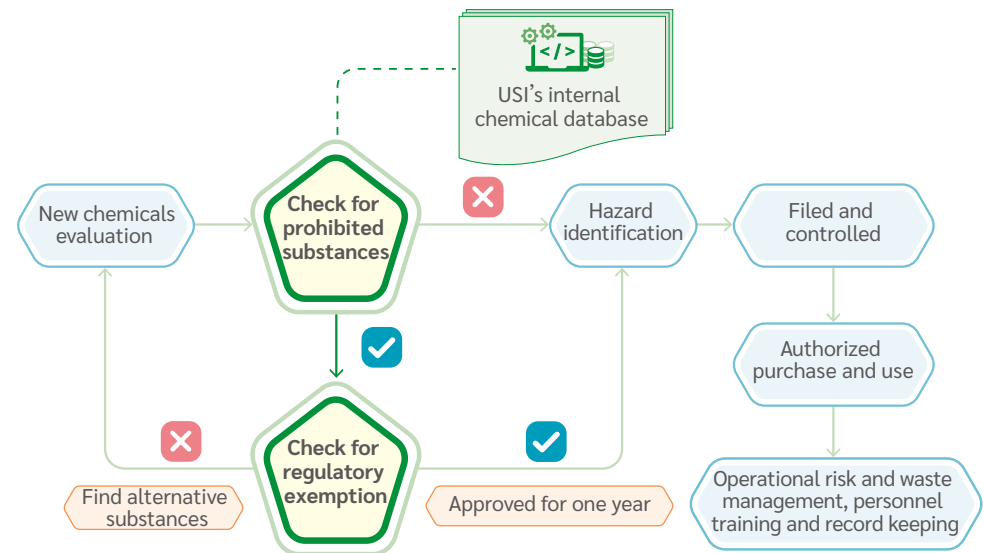 </>
USI’s internal
chemical database
New chemicals
evaluation
Check for
prohibited
substances
Hazard
identification
Filed and
controlled
Authorized
purchase and use
Check for
regulatory
exemption
Find alternative
substances
Approved for one year
Operational risk and waste
management, personnel
training and record keeping